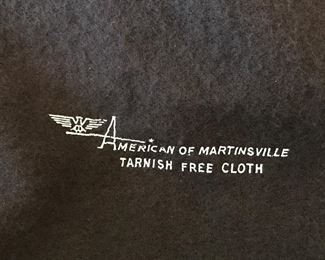 AMERICAN OF MARTINSVILLE
TARNISH FREE CLOTH